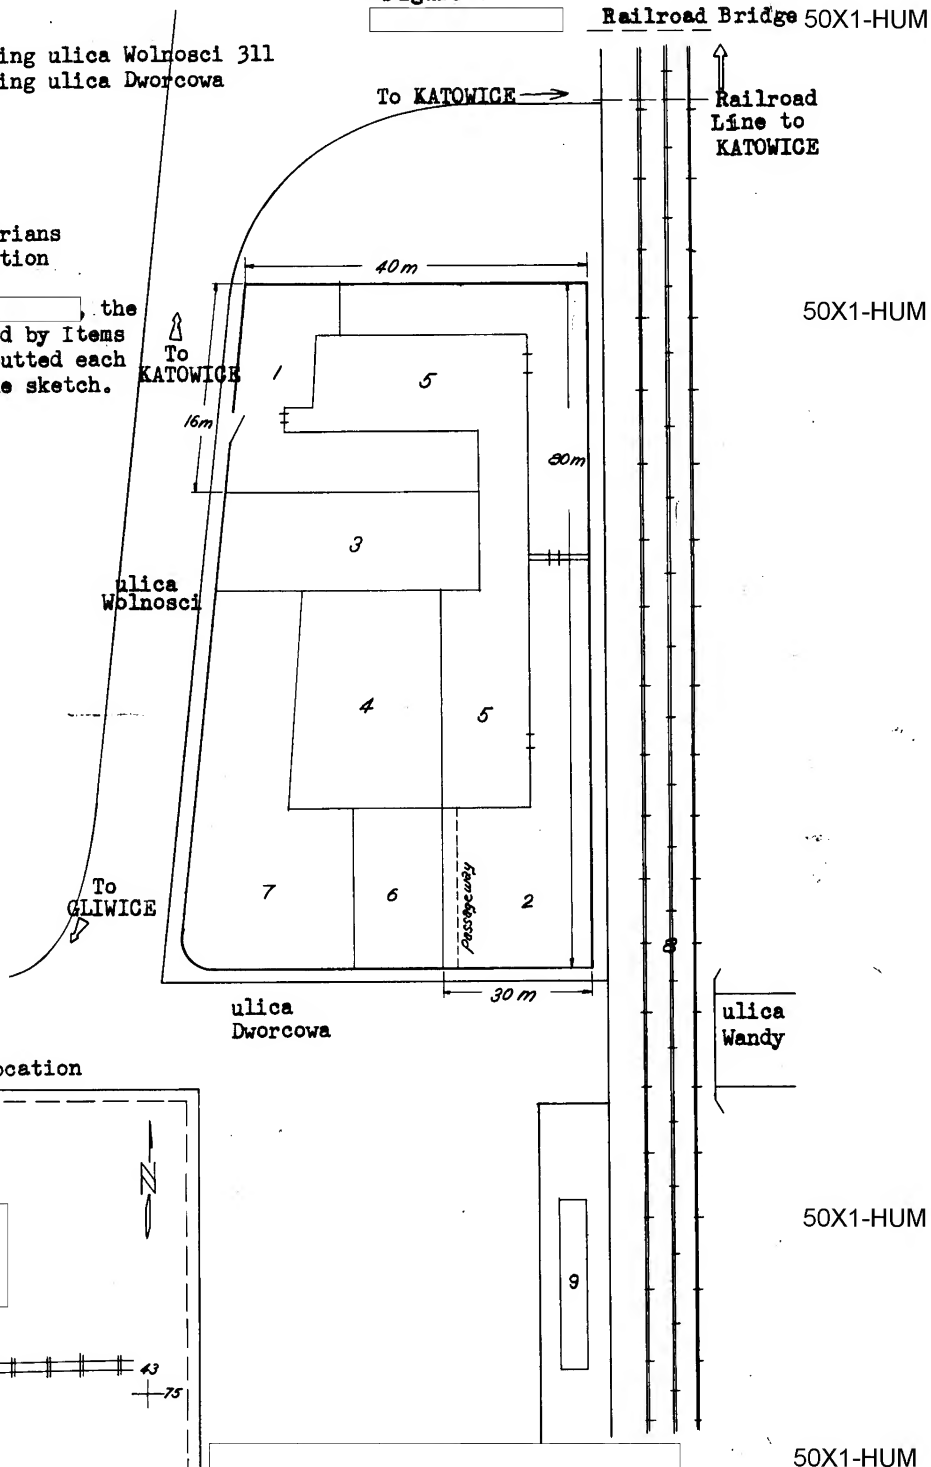 Railroad Bridge 50X1-HUM
ing ulica Wolnosci 311
ing ulica Dworcowa
To KATOWICE
Railroad
Line to
KATOWICE
rians
tion
40m
, the
d by Items
utted each
e sketch.
50X1-HUM
To
KATOWICE
1
5
16m
80m
3
ulica
Wolnosci
4
5
To
GLIWICE
7
6
Passageway
2
8
30 m
ulica
Dworcowa
ulica
Wandy
ocation
N
50X1-HUM
9
43
75
50X1-HUM